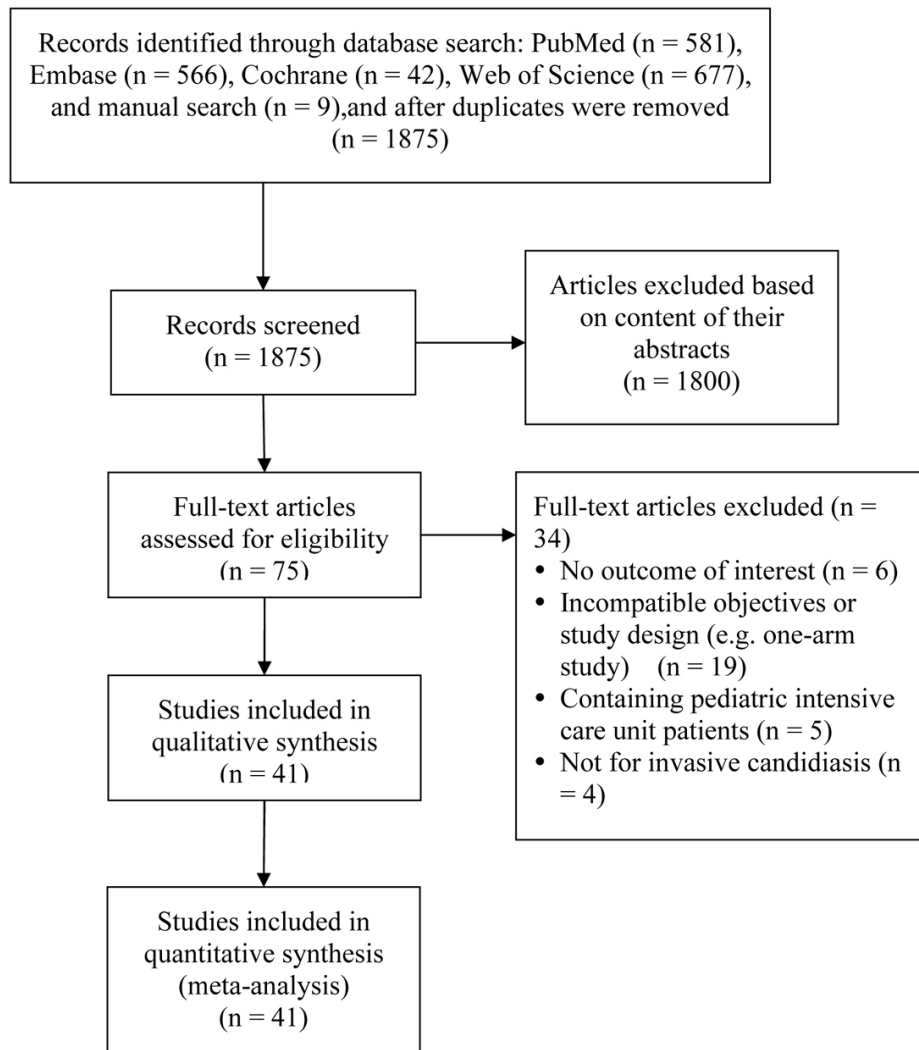 Records identified through database search: PubMed (n = 581),
Embase (n = 566), Cochrane (n = 42), Web of Science (n = 677),
and manual search (n = 9),and after duplicates were removed
(n = 1875)
Records screened
(n = 1875)
Articles excluded based
on content of their
abstracts
(n = 1800)
Full-text articles
assessed for eligibility
(n = 75)
Full-text articles excluded (n =
34)
• No outcome of interest (n = 6)
• Incompatible objectives or
study design (e.g. one-arm
study) (n = 19)
• Containing pediatric intensive
care unit patients (n = 5)
• Not for invasive candidiasis (n
= 4)
Studies included in
qualitative synthesis
(n = 41)
Studies included in
quantitative synthesis
(meta-analysis)
(n = 41)